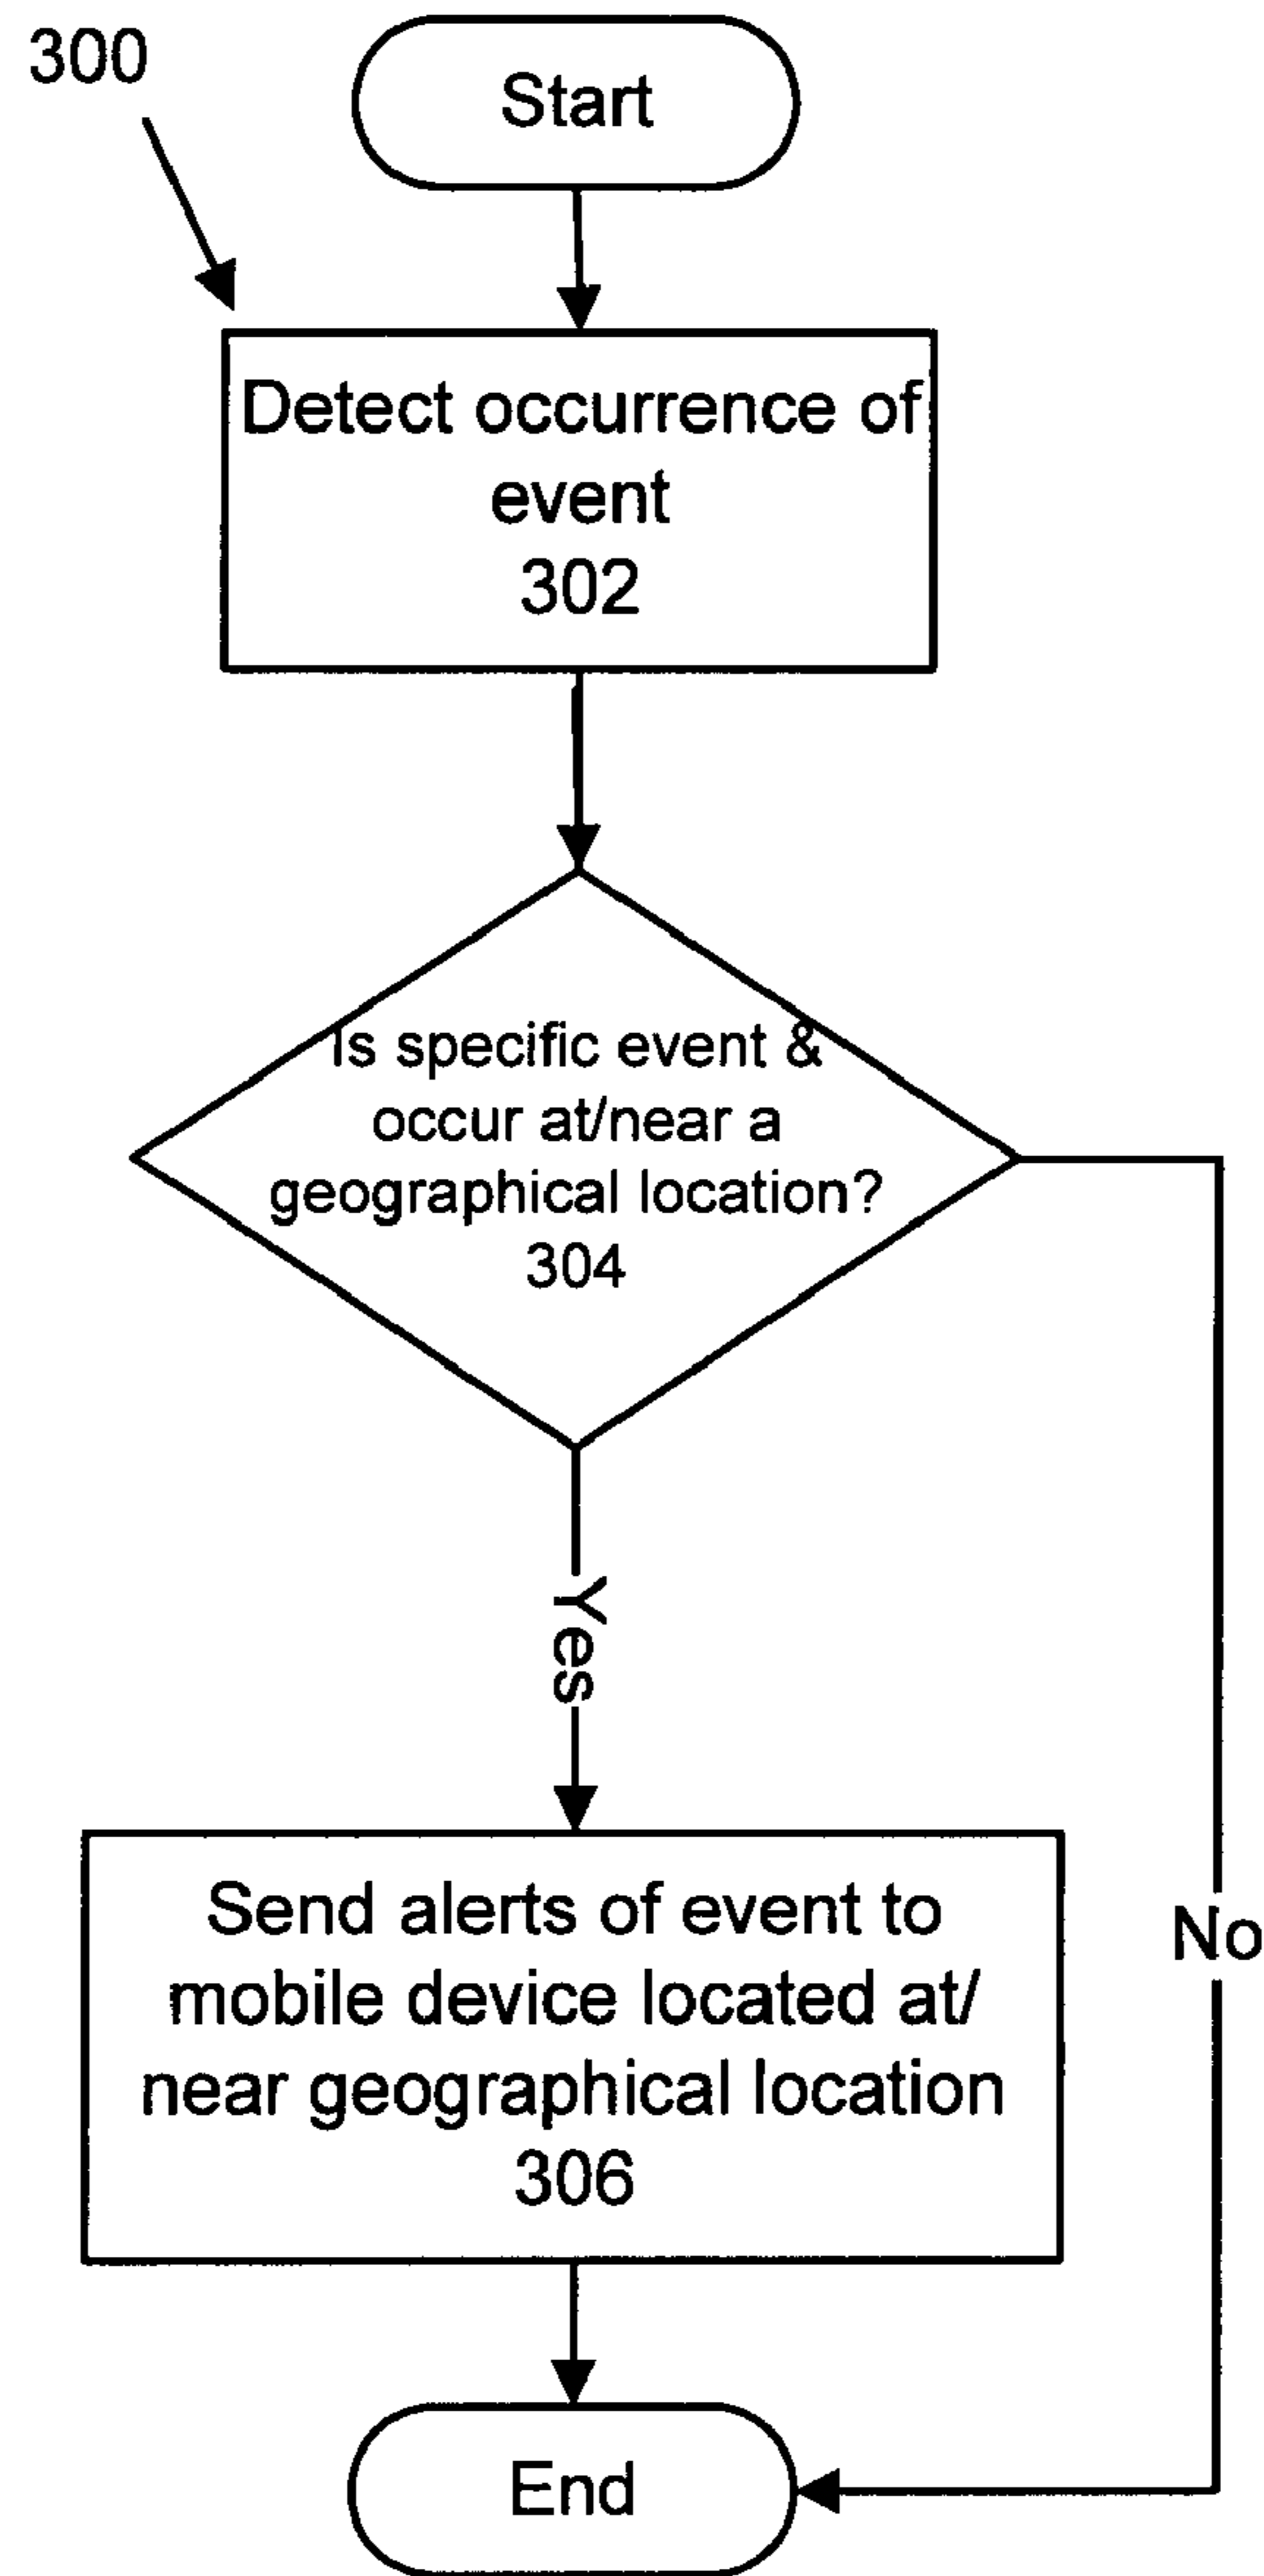 300
Start
Detect occurrence of
event
302
Is specific event &
occur at/near a
geographical location?
304
Yes
Send alerts of event to
mobile device located at/
near geographical location
306
No
End